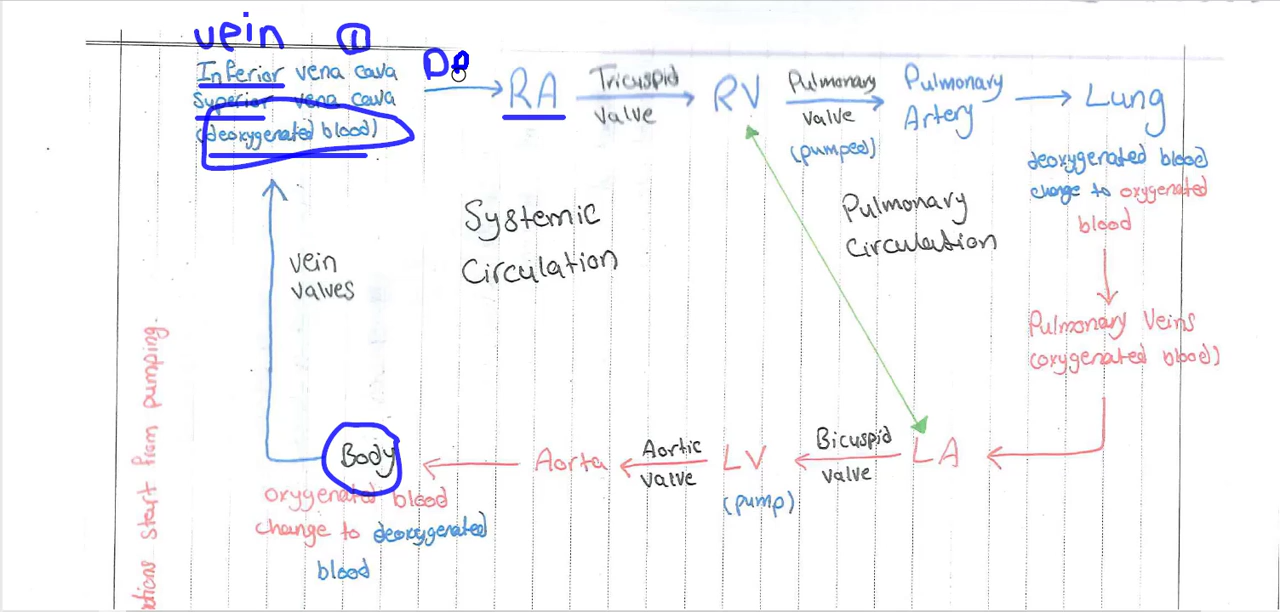 vein ①
Inferior vena cava
Superior vena cava
(deoxygenated blood)
RA
Tricuspid
valve
RV
Pulmonary
valve
(pumped)
Pulmonary
Artery
Lung
deoxygenated blood
change to oxygenated
blood
Systemic
Circulation
Pulmonary
Circulation
vein
valves
Pulmonary Veins
(oxygenated blood)
LA
Bicuspid
valve
LV
(pump)
Aortic
valve
Aorta
Body
oxygenated blood
change to deoxygenated
blood
start from pumping.